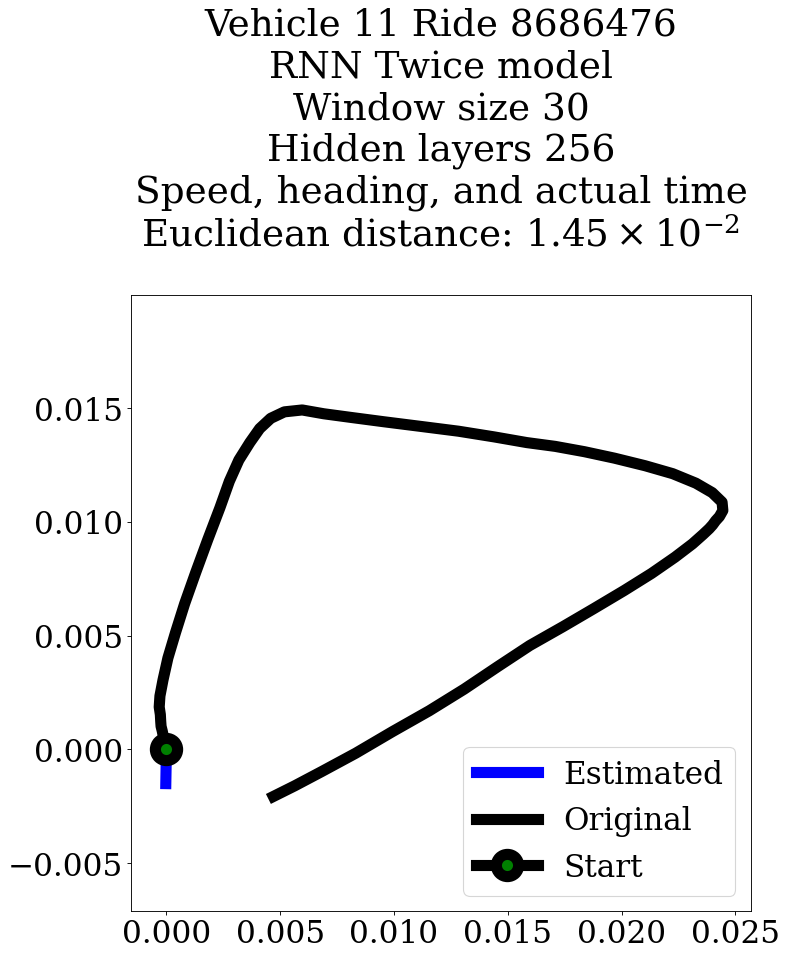 Vehicle 11 Ride 8686476
RNN Twice model
Window size 30
Hidden layers 256
Speed, heading, and actual time
Euclidean distance: 1.45 × 10⁻²
0.015
0.010
0.005
0.000
−0.005
Estimated
Original
Start
0.000 0.005 0.010 0.015 0.020 0.025